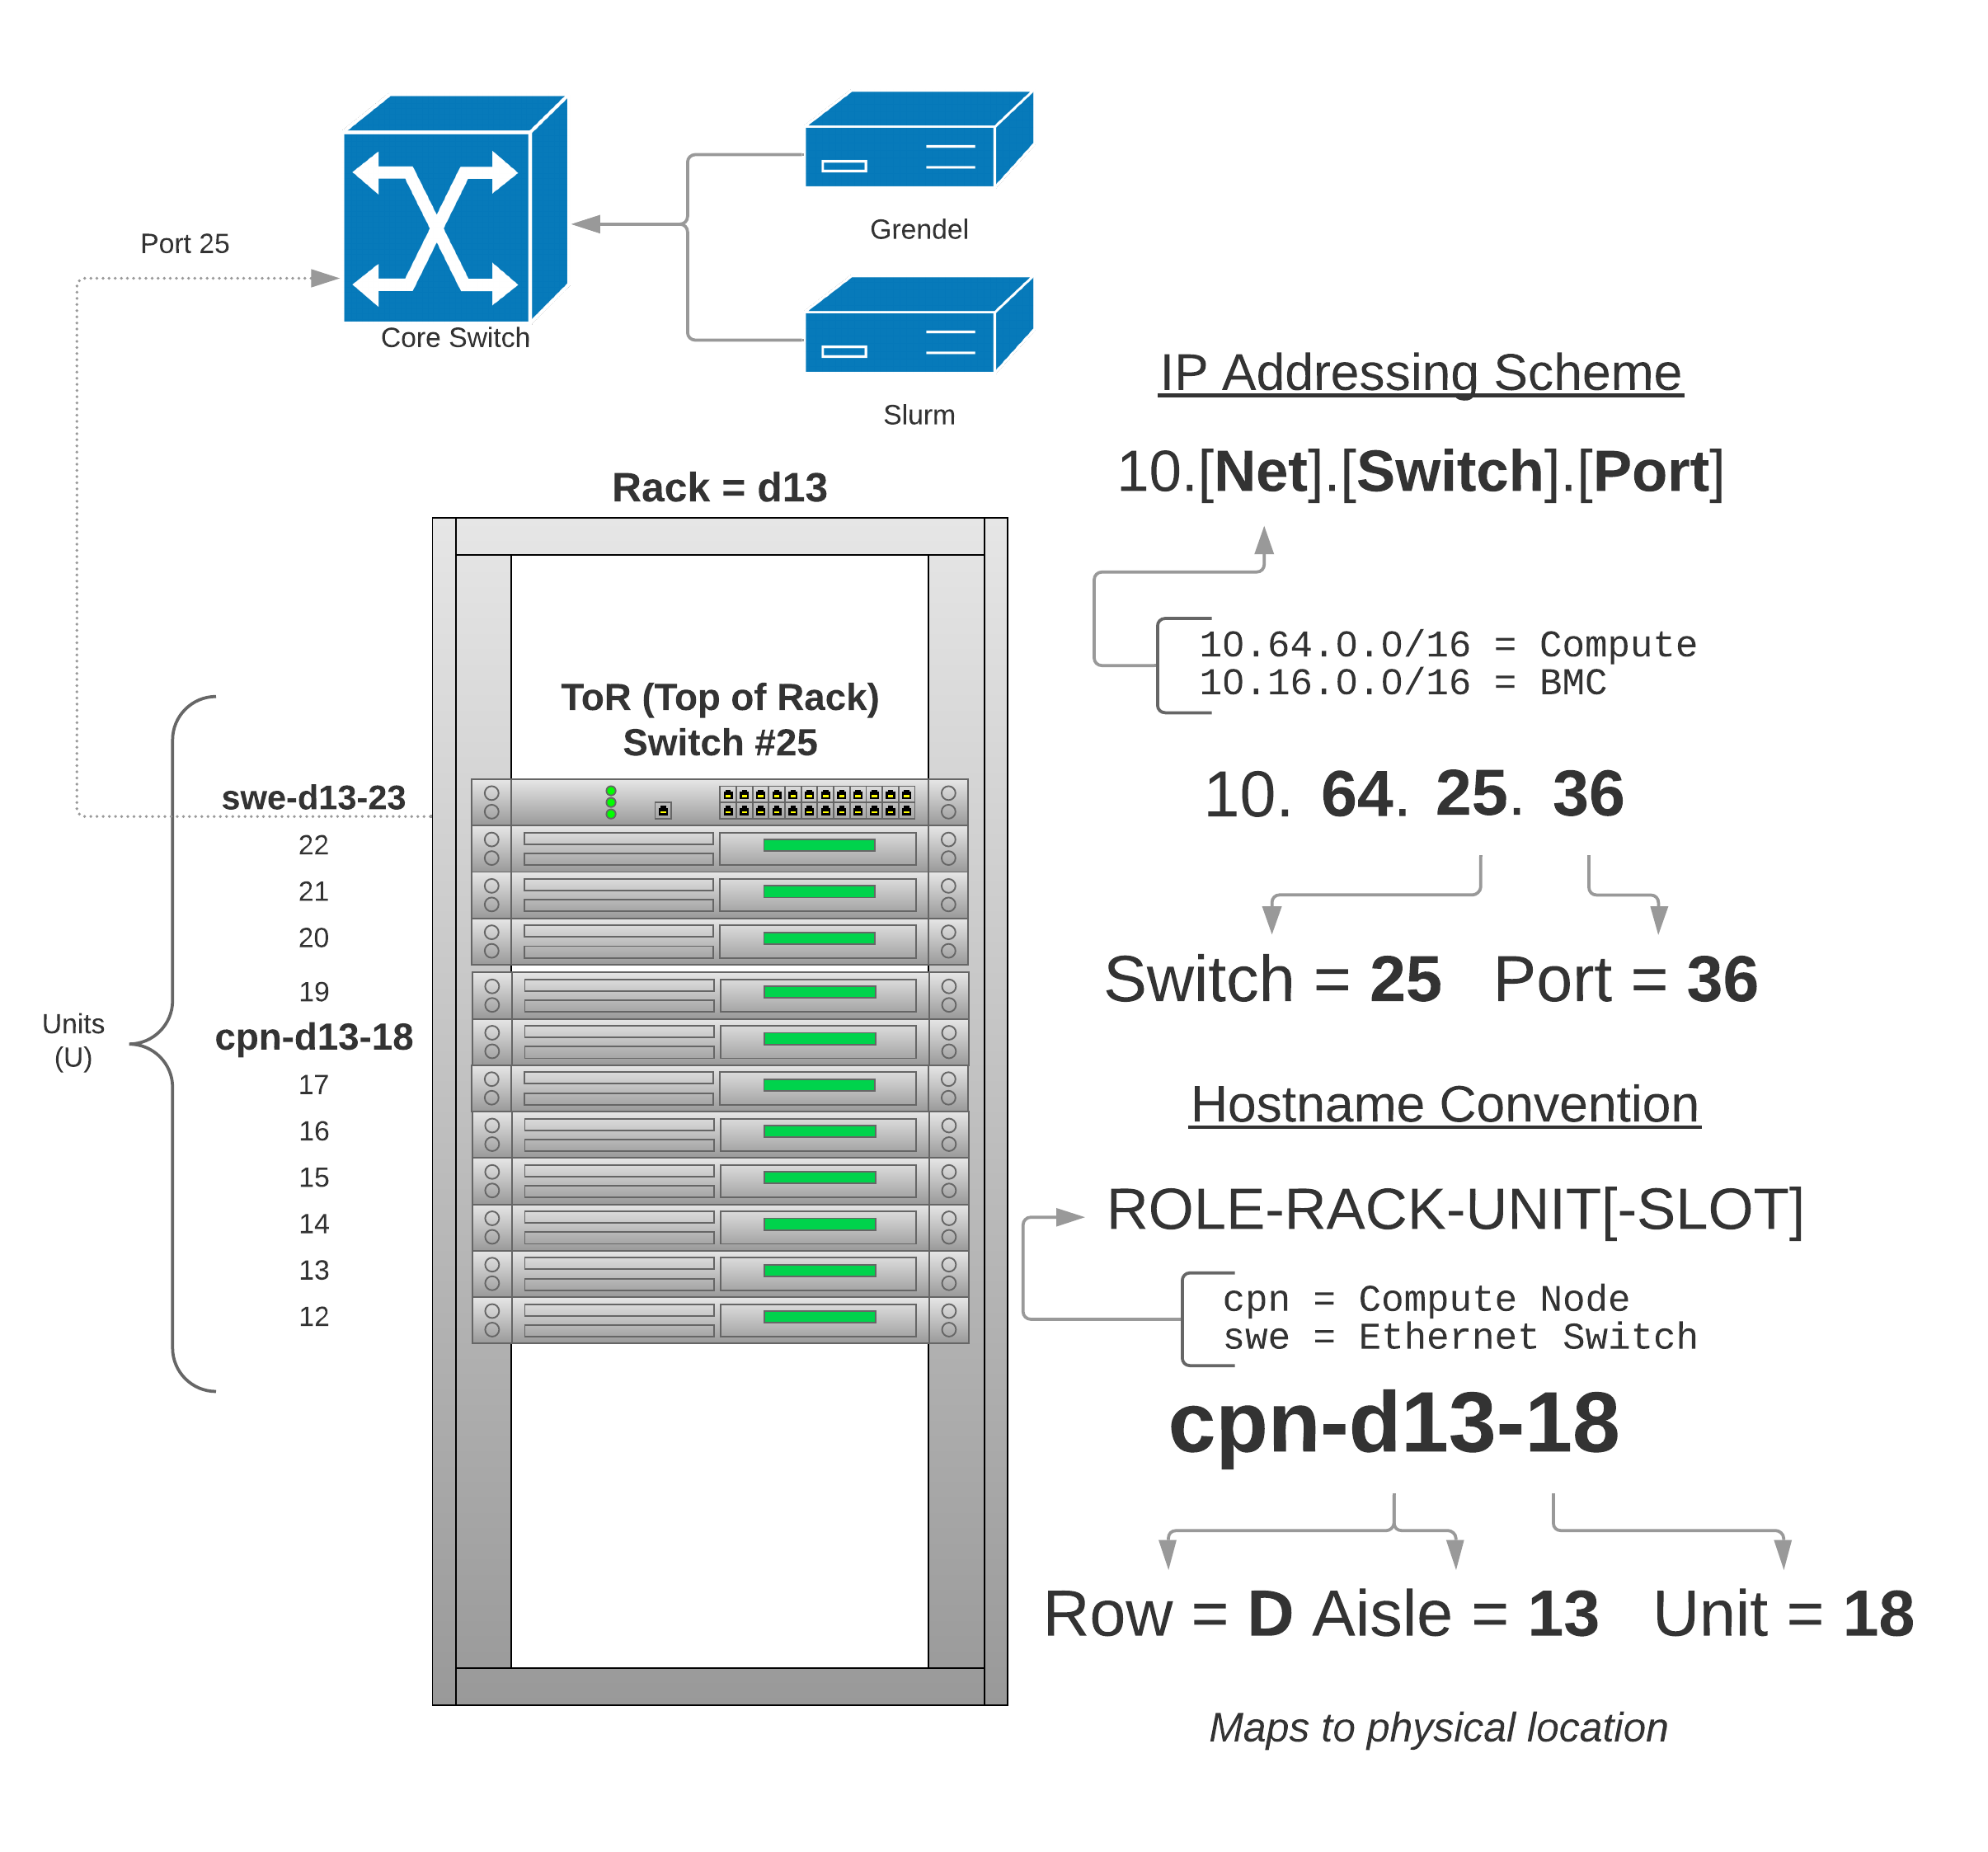 Port 25
Core Switch
Grendel
Slurm
Rack = d13
ToR (Top of Rack)
Switch #25
Units
(U)
swe-d13-23
22
21
20
19
cpn-d13-18
17
16
15
14
13
12
IP Addressing Scheme
10.[Net].[Switch].[Port]
10.64.0.0/16 = Compute
10.16.0.0/16 = BMC
10. 64. 25. 36
Switch = 25 Port = 36
Hostname Convention
ROLE-RACK-UNIT[-SLOT]
cpn = Compute Node
swe = Ethernet Switch
cpn-d13-18
Row = D Aisle = 13 Unit = 18
Maps to physical location